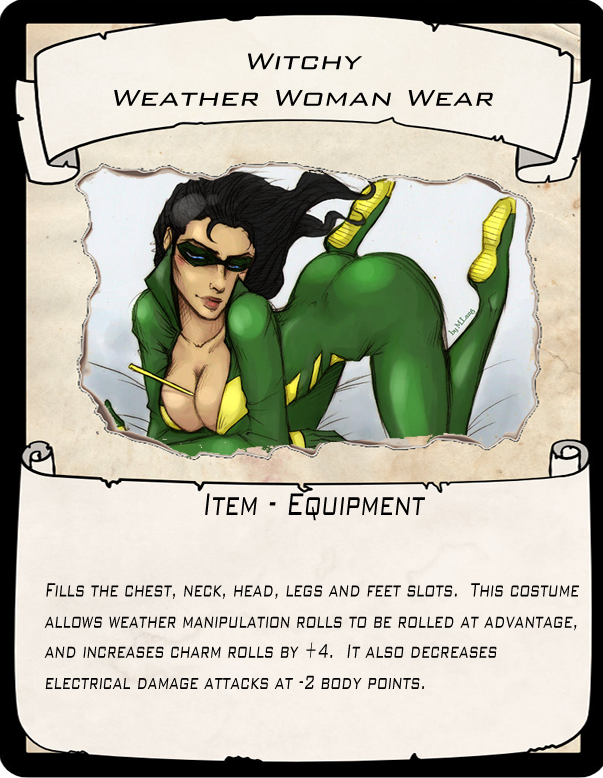 Witchy
Weather Woman Wear
by M.Lang
Item - Equipment
Fills the chest, neck, head, legs and feet slots. This costume
allows weather manipulation rolls to be rolled at advantage,
and increases charm rolls by +4. It also decreases
electrical damage attacks at -2 body points.